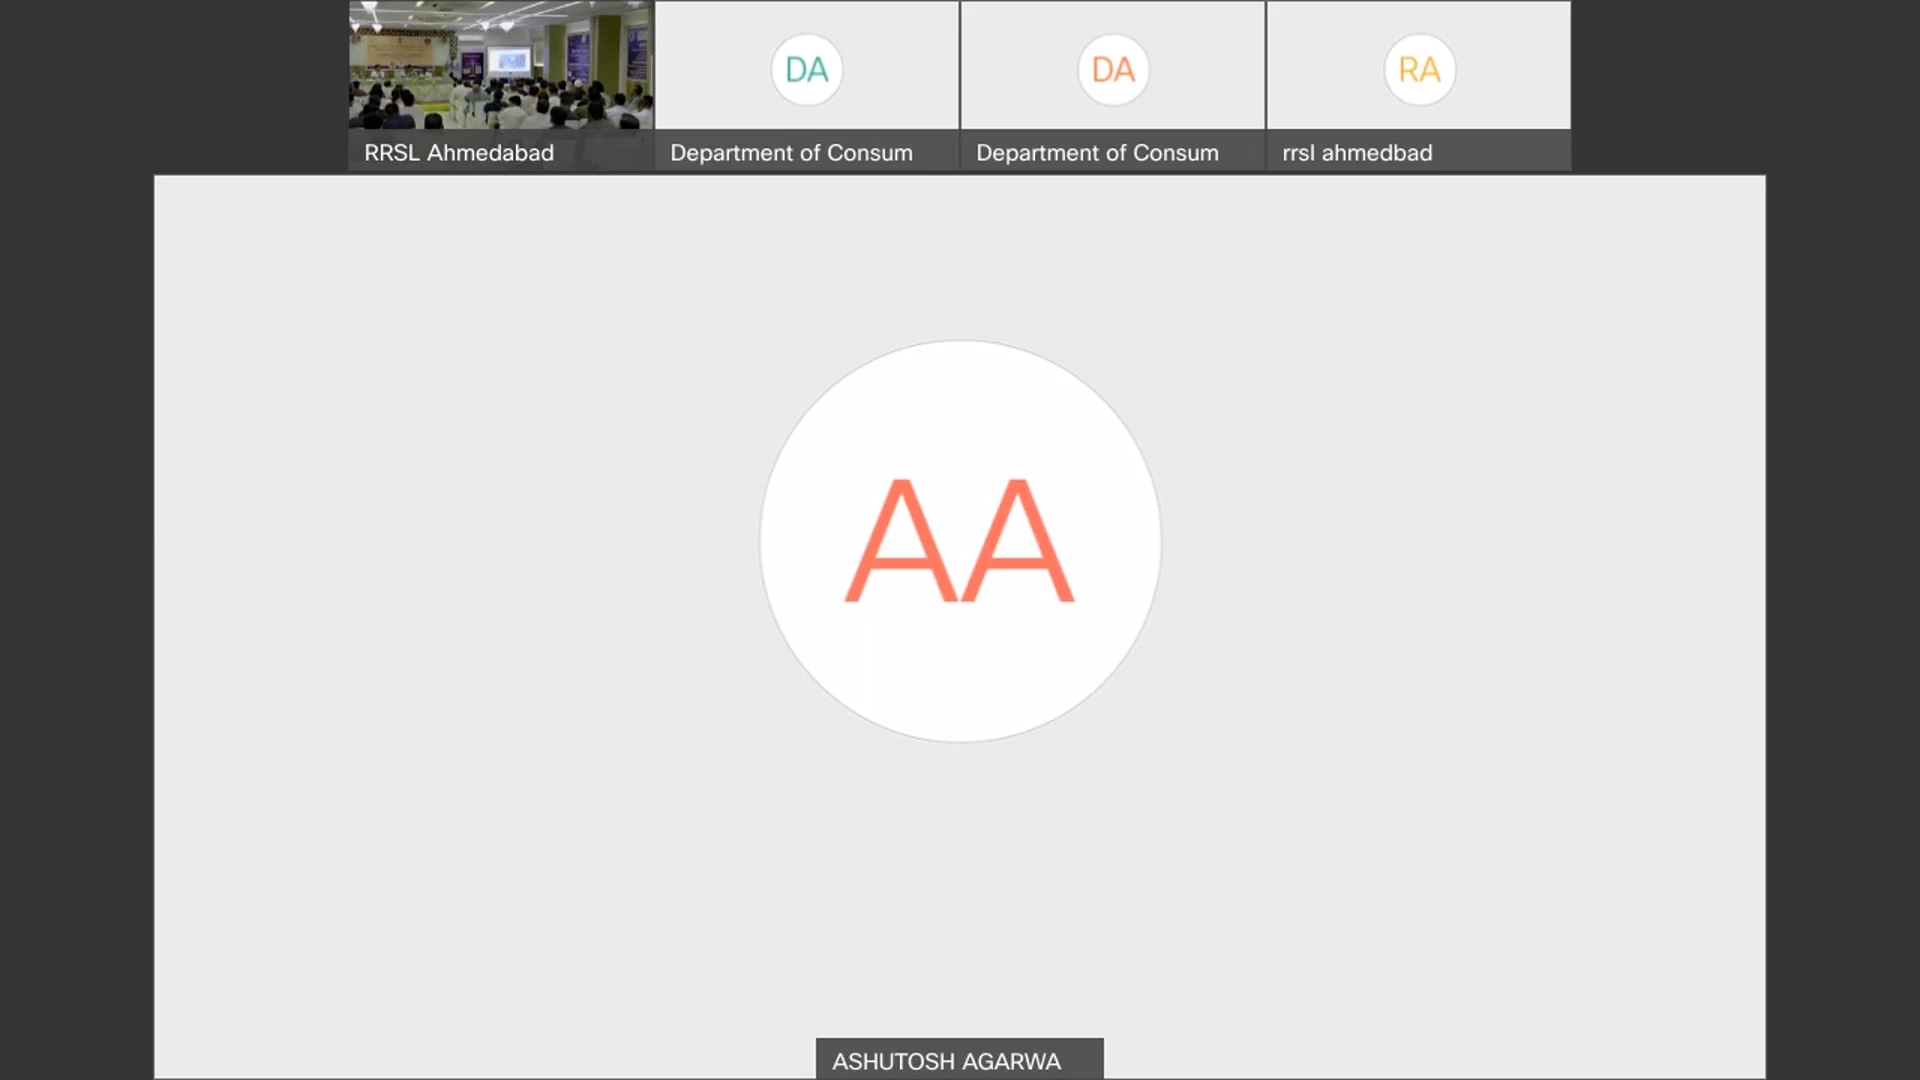 DA
DA
RA
RRSL Ahmedabad
Department of Consum
Department of Consum
rrsl ahmedbad
AA
ASHUTOSH AGARWA